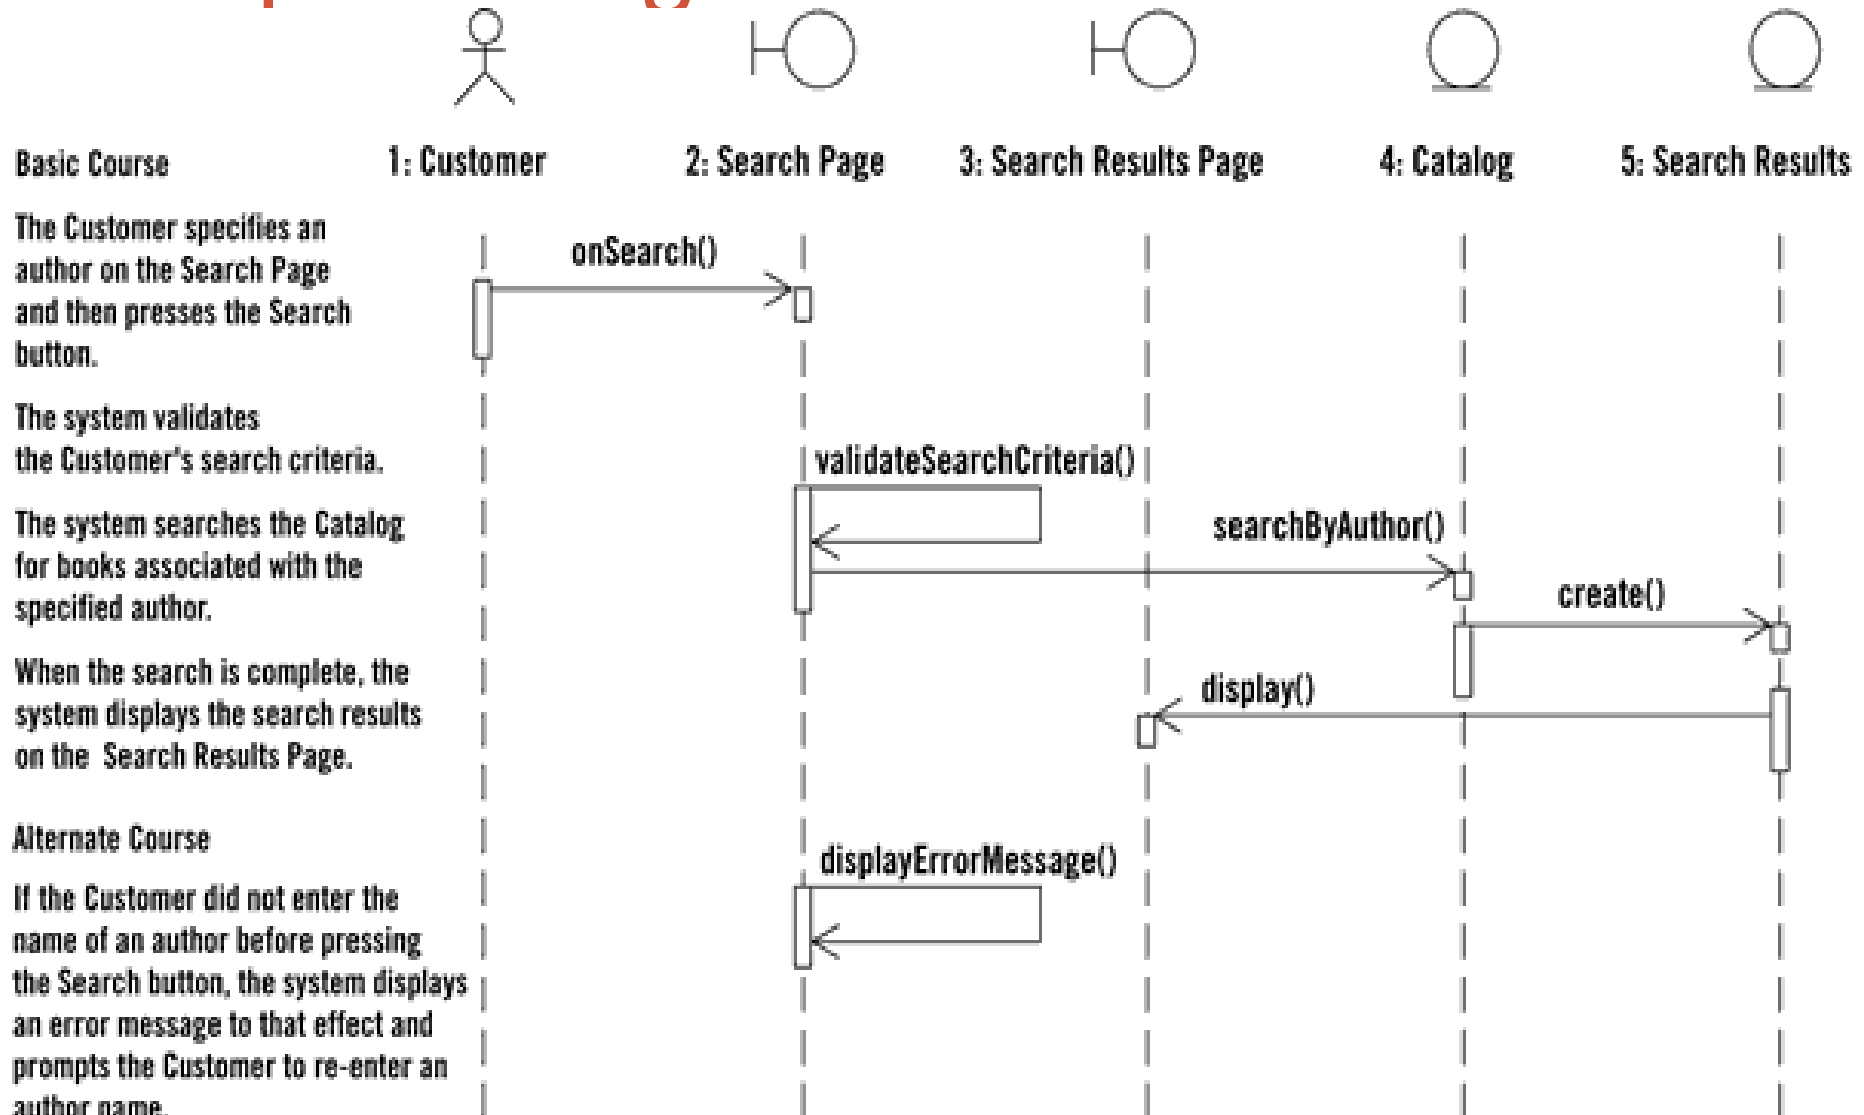 1: Customer
2: Search Page
3: Search Results Page
4: Catalog
5: Search Results
Basic Course
The Customer specifies an
author on the Search Page
and then presses the Search
button.
onSearch()
The system validates
the Customer's search criteria.
validateSearchCriteria()
The system searches the Catalog
for books associated with the
specified author.
searchByAuthor()
create()
When the search is complete, the
system displays the search results
on the Search Results Page.
display()
Alternate Course
displayErrorMessage()
If the Customer did not enter the
name of an author before pressing
the Search button, the system displays
an error message to that effect and
prompts the Customer to re-enter an
author name.